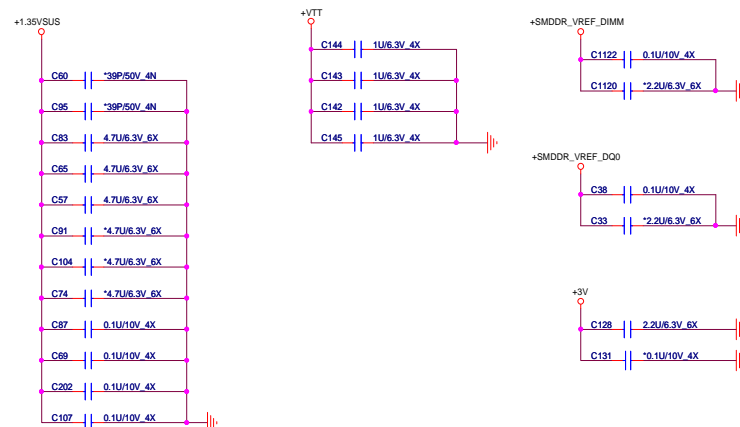 +1.35VSUS
C60 *39P/50V_4N
C95 *39P/50V_4N
C83 4.7U/6.3V_6X
C65 4.7U/6.3V_6X
C57 4.7U/6.3V_6X
C91 *4.7U/6.3V_6X
C104 *4.7U/6.3V_6X
C74 *4.7U/6.3V_6X
C87 0.1U/10V_4X
C69 0.1U/10V_4X
C202 0.1U/10V_4X
C107 0.1U/10V_4X
+VTT
C144 1U/6.3V_4X
C143 1U/6.3V_4X
C142 1U/6.3V_4X
C145 1U/6.3V_4X
+SMDDR_VREF_DIMM
C1122 0.1U/10V_4X
C1120 *2.2U/6.3V_6X
+SMDDR_VREF_DQ0
C38 0.1U/10V_4X
C33 *2.2U/6.3V_6X
+3V
C128 2.2U/6.3V_6X
C131 *0.1U/10V_4X